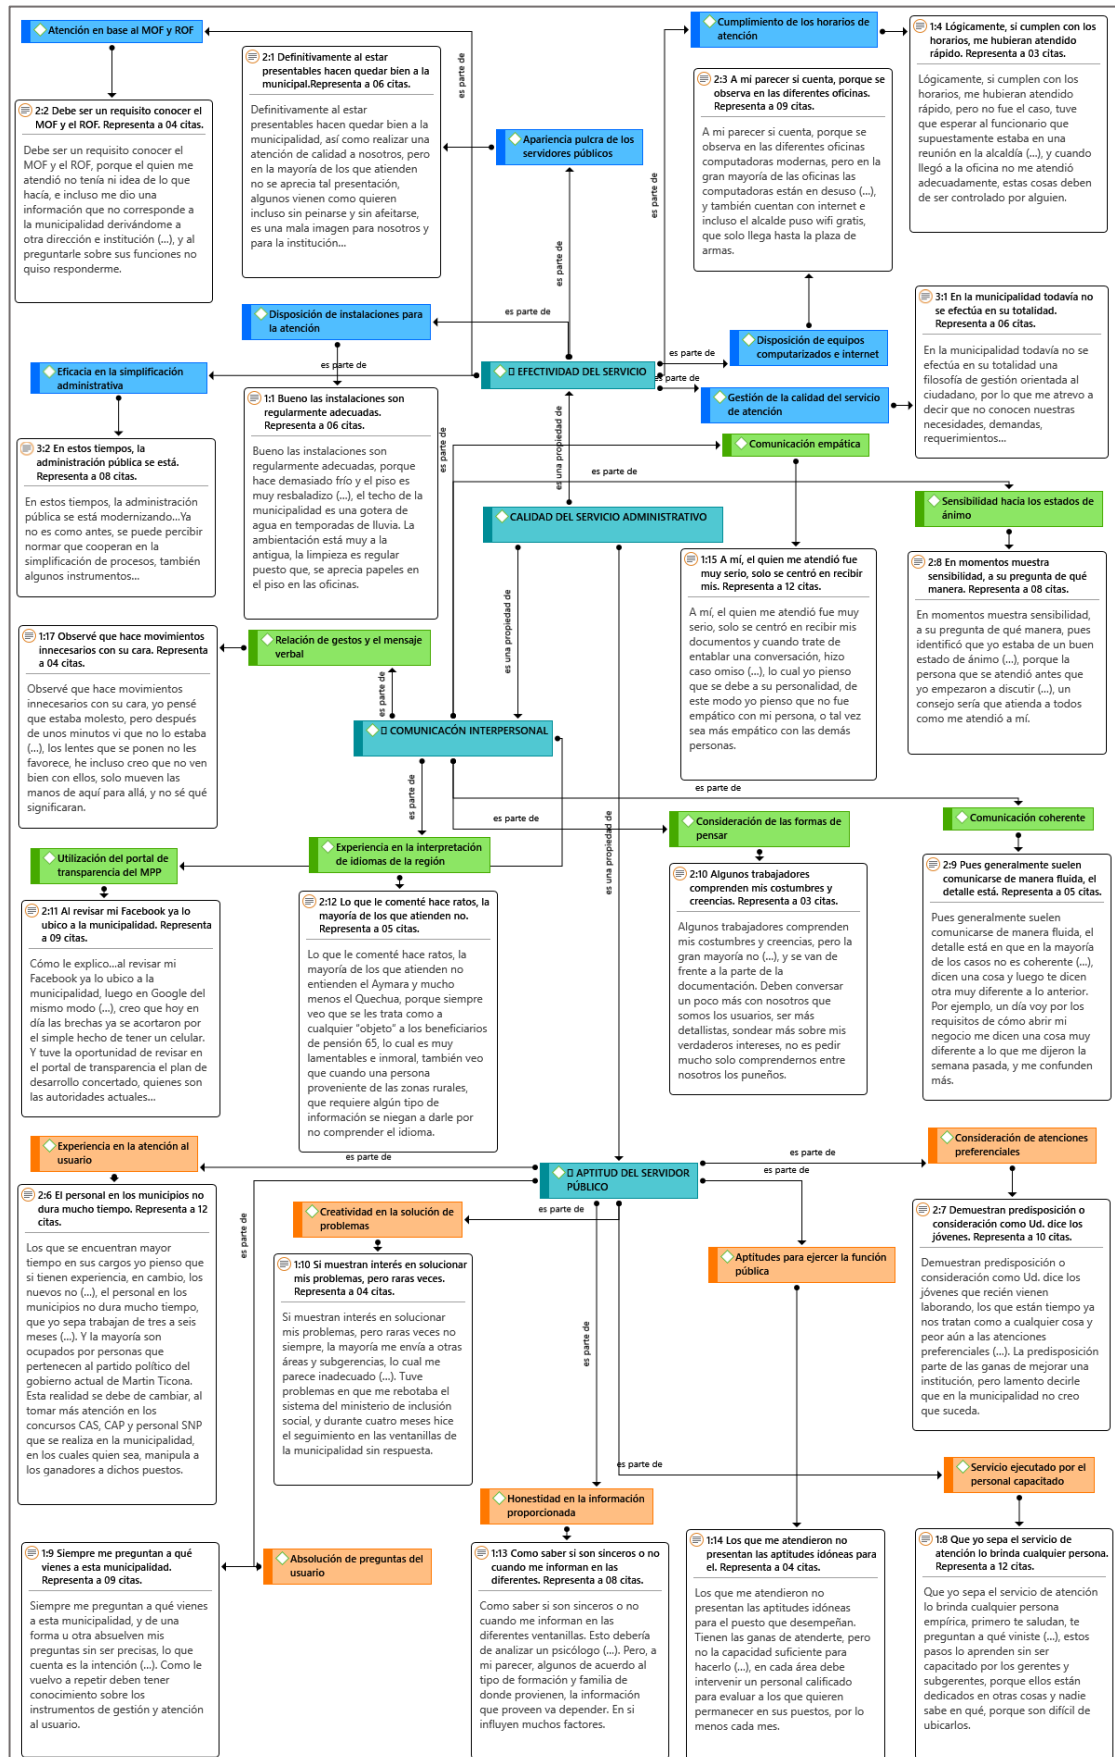 Atención en base al MOF y ROF
2:2 Debe ser un requisito conocer el
MOF y el ROF. Representa a 04 citas.
Debe ser un requisito conocer el
MOF y el ROF, porque el quien me
atendió no tenía ni idea de lo que
hacía, e incluso me dio una
información que no corresponde a
la municipalidad derivándome a
otra dirección e institución (...), y al
preguntarle sobre sus funciones no
quiso responderme.
2:1 Definitivamente al estar
presentables hacen quedar bien a la
municipal.Representa a 06 citas.
Definitivamente al estar
presentables hacen quedar bien a la
municipalidad, así como realizar una
atención de calidad a nosotros, pero
en la mayoría de los que atienden
no se aprecia tal presentación,
algunos vienen como quieren
incluso sin peinarse y sin afeitarse,
es una mala imagen para nosotros y
para la institución...
es parte de
Apariencia pulcra de los
servidores públicos
Cumplimiento de los horarios de
atención
es parte de
2:3 A mi parecer si cuenta, porque se
observa en las diferentes oficinas.
Representa a 09 citas.
A mi parecer si cuenta, porque se
observa en las diferentes oficinas
computadoras modernas, pero en la
gran mayoría de las oficinas las
computadoras están en desuso (...),
y también cuentan con internet e
incluso el alcalde puso wifi gratis,
que solo llega hasta la plaza de
armas.
1:4 Lógicamente, si cumplen con los
horarios, me hubieran atendido
rápido. Representa a 03 citas.
Lógicamente, si cumplen con los
horarios, me hubieran atendido
rápido, pero no fue el caso, tuve
que esperar al funcionario que
supuestamente estaba en una
reunión en la alcaldía (...), y cuando
llegó a la oficina no me atendió
adecuadamente, estas cosas deben
de ser controlado por alguien.
es parte de
Disposición de instalaciones para
la atención
es parte de
Disposición de equipos
computarizados e internet
es parte de
3:1 En la municipalidad todavía no
se efectúa en su totalidad.
Representa a 06 citas.
En la municipalidad todavía no se
efectúa en su totalidad una
filosofía de gestión orientada al
ciudadano, por lo que me atrevo a
decir que no conocen nuestras
necesidades, demandas,
requerimientos...
Eficacia en la simplificación
administrativa
es parte de
EFECTIVIDAD DEL SERVICIO
es parte de
Gestión de la calidad del servicio
de atención
1:1 Bueno las instalaciones son
regularmente adecuadas.
Representa a 06 citas.
Bueno las instalaciones son
regularmente adecuadas, porque
hace demasiado frío y el piso es
muy resbaladizo (...), el techo de la
municipalidad es una gotera de
agua en temporadas de lluvia. La
ambientación está muy a la
antigua, la limpieza es regular
puesto que, se aprecia papeles en
el piso en las oficinas.
3:2 En estos tiempos, la
administración pública se está.
Representa a 08 citas.
En estos tiempos, la administración
pública se está modernizando...Ya
no es como antes, se puede percibir
normar que cooperan en la
simplificación de procesos, también
algunos instrumentos...
es parte de
es una propiedad de
Comunicación empática
es parte de
Sensibilidad hacia los estados de
ánimo
CALIDAD DEL SERVICIO ADMINISTRATIVO
1:15 A mí, el quien me atendió fue
muy serio, solo se centró en recibir
mis. Representa a 12 citas.
A mí, el quien me atendió fue muy
serio, solo se centró en recibir mis
documentos y cuando trate de
entablar una conversación, hizo
caso omiso (...), lo cual yo pienso
que se debe a su personalidad, de
este modo yo pienso que no fue
empático con mi persona, o tal vez
sea más empático con las demás
personas.
2:8 En momentos muestra
sensibilidad, a su pregunta de qué
manera. Representa a 08 citas.
En momentos muestra sensibilidad,
a su pregunta de qué manera, pues
identificó que yo estaba de un buen
estado de ánimo (...), porque la
persona que se atendió antes que
yo empezaron a discutir (...), un
consejo sería que atienda a todos
como me atendió a mí.
es una propiedad de
1:17 Observé que hace movimientos
innecesarios con su cara. Representa
a 04 citas.
Observé que hace movimientos
innecesarios con su cara, yo pensé
que estaba molesto, pero después
de unos minutos vi que no lo estaba
(...), los lentes que se ponen no les
favorece, he incluso creo que no ven
bien con ellos, solo mueven las
manos de aquí para allá, y no sé qué
significaran.
Relación de gestos y el mensaje
verbal
es parte de
COMUNICACÓN INTERPERSONAL
es parte de
es parte de
es parte de
es una propiedad de
Consideración de las formas de
pensar
Comunicación coherente
Utilización del portal de
transparencia del MPP
Experiencia en la interpretación
de idiomas de la región
2:11 Al revisar mi Facebook ya lo
ubico a la municipalidad. Representa
a 09 citas.
Cómo le explico...al revisar mi
Facebook ya lo ubico a la
municipalidad, luego en Google del
mismo modo (...), creo que hoy en
día las brechas ya se acortaron por
el simple hecho de tener un celular.
Y tuve la oportunidad de revisar en
el portal de transparencia el plan de
desarrollo concertado, quienes son
las autoridades actuales...
2:12 Lo que le comenté hace ratos, la
mayoría de los que atienden no.
Representa a 05 citas.
Lo que le comenté hace ratos, la
mayoría de los que atienden no
entienden el Aymara y mucho
menos el Quechua, porque siempre
veo que se les trata como a
cualquier "objeto" a los beneficiarios
de pensión 65, lo cual es muy
lamentables e inmoral, también veo
que cuando una persona
proveniente de las zonas rurales,
que requiere algún tipo de
información se niegan a darle por
no comprender el idioma.
2:10 Algunos trabajadores
comprenden mis costumbres y
creencias. Representa a 03 citas.
Algunos trabajadores comprenden
mis costumbres y creencias, pero la
gran mayoría no (...), y se van de
frente a la parte de la
documentación. Deben conversar
un poco más con nosotros que
somos los usuarios, ser más
detallistas, sondear más sobre mis
verdaderos intereses, no es pedir
mucho solo comprendernos entre
nosotros los puneños.
2:9 Pues generalmente suelen
comunicarse de manera fluida, el
detalle está. Representa a 05 citas.
Pues generalmente suelen
comunicarse de manera fluida, el
detalle está en que en la mayoría
de los casos no es coherente (...),
dicen una cosa y luego te dicen
otra muy diferente a lo anterior.
Por ejemplo, un día voy por los
requisitos de cómo abrir mi
negocio me dicen una cosa muy
diferente a lo que me dijeron la
semana pasada, y me confunden
más.
Experiencia en la atención al
usuario
es parte de
APTITUD DEL SERVIDOR
PÚBLICO
es parte de
es parte de
Consideración de atenciones
preferenciales
2:6 El personal en los municipios no
dura mucho tiempo. Representa a 12
citas.
Los que se encuentran mayor
tiempo en sus cargos yo pienso que
si tienen experiencia, en cambio, los
nuevos no (...), el personal en los
municipios no dura mucho tiempo,
que yo sepa trabajan de tres a seis
meses (...). Y la mayoría son
ocupados por personas que
pertenecen al partido político del
gobierno actual de Martin Ticona.
Esta realidad se debe de cambiar, al
tomar más atención en los
concursos CAS, CAP y personal SNP
que se realiza en la municipalidad,
en los cuales quien sea, manipula a
los ganadores a dichos puestos.
es parte de
Creatividad en la solución de
problemas
es parte de
1:10 Si muestran interés en solucionar
mis problemas, pero raras veces.
Representa a 04 citas.
Si muestran interés en solucionar
mis problemas, pero raras veces no
siempre, la mayoría me envía a otras
áreas y subgerencias, lo cual me
parece inadecuado (...). Tuve
problemas en que me rebotaba el
sistema del ministerio de inclusión
social, y durante cuatro meses hice
el seguimiento en las ventanillas de
la municipalidad sin respuesta.
Aptitudes para ejercer la función
pública
2:7 Demuestran predisposición o
consideración como Ud. dice los
jóvenes. Representa a 10 citas.
Demuestran predisposición o
consideración como Ud. dice los
jóvenes que recién vienen
laborando, los que están tiempo ya
nos tratan como a cualquier cosa y
peor aún a las atenciones
preferenciales (...). La predisposición
parte de las ganas de mejorar una
institución, pero lamento decirle
que en la municipalidad no creo
que suceda.
es parte de
es parte de
Servicio ejecutado por el
personal capacitado
Honestidad en la información
proporcionada
1:9 Siempre me preguntan a qué
vienes a esta municipalidad.
Representa a 09 citas.
Siempre me preguntan a qué vienes
a esta municipalidad, y de una
forma u otra absuelven mis
preguntas sin ser precisas, lo que
cuenta es la intención (...). Como le
vuelvo a repetir deben tener
conocimiento sobre los
instrumentos de gestión y atención
al usuario.
Absolución de preguntas del
usuario
1:13 Como saber si son sinceros o no
cuando me informan en las
diferentes. Representa a 08 citas.
Como saber si son sinceros o no
cuando me informan en las
diferentes ventanillas. Esto debería
de analizar un psicólogo (...). Pero, a
mi parecer, algunos de acuerdo al
tipo de formación y familia de
donde provienen, la información
que proveen va depender. En si
influyen muchos factores.
1:14 Los que me atendieron no
presentan las aptitudes idóneas para
el. Representa a 04 citas.
Los que me atendieron no
presentan las aptitudes idóneas
para el puesto que desempeñan.
Tienen las ganas de atenderte, pero
no la capacidad suficiente para
hacerlo (...), en cada área debe
intervenir un personal calificado
para evaluar a los que quieren
permanecer en sus puestos, por lo
menos cada mes.
1:8 Que yo sepa el servicio de
atención lo brinda cualquier persona.
Representa a 12 citas.
Que yo sepa el servicio de atención
lo brinda cualquier persona
empírica, primero te saludan, te
preguntan a qué viniste (...), estos
pasos lo aprenden sin ser
capacitado por los gerentes y
subgerentes, porque ellos están
dedicados en otras cosas y nadie
sabe en qué, porque son difícil de
ubicarlos.